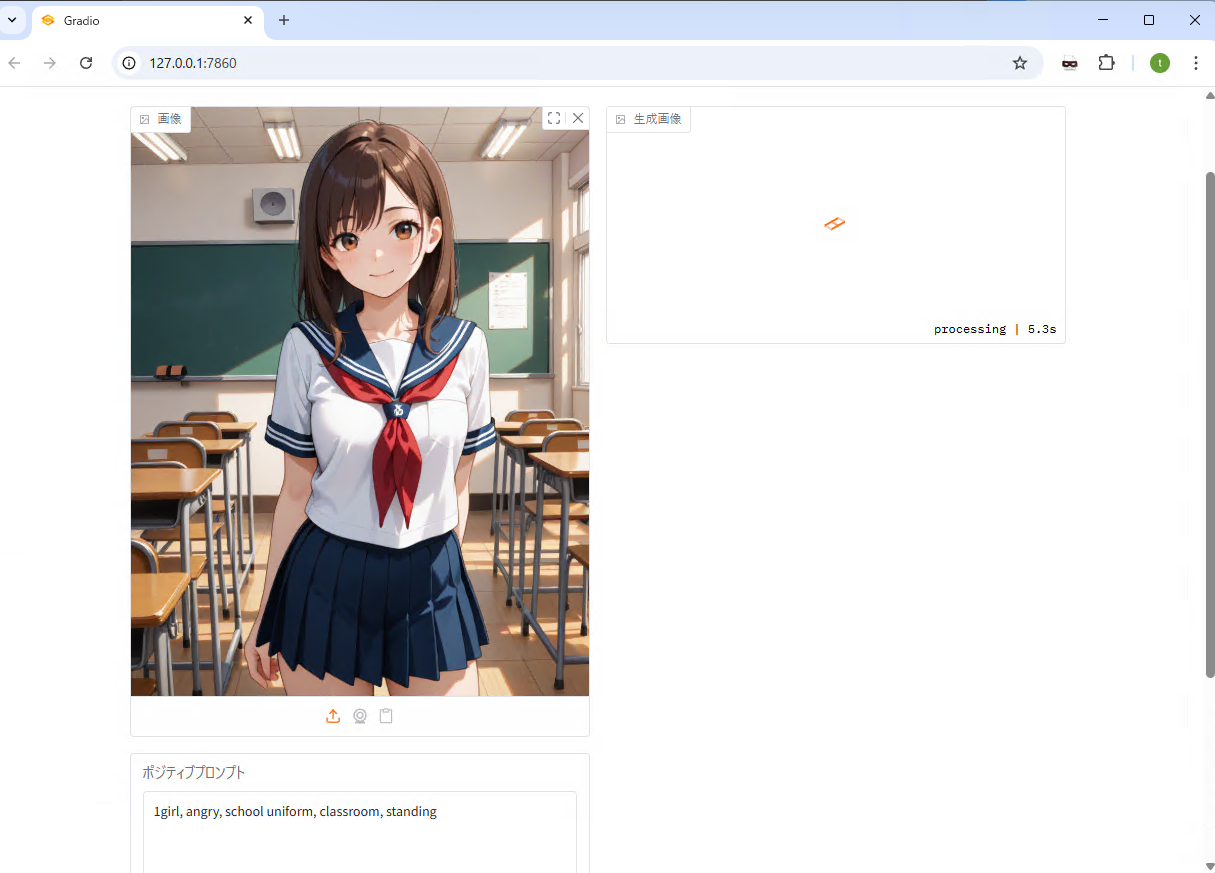 Gradio
127.0.0.1:7860
t
画像
生成画像
processing | 5.3s
ポジティブプロンプト
1girl, angry, school uniform, classroom, standing